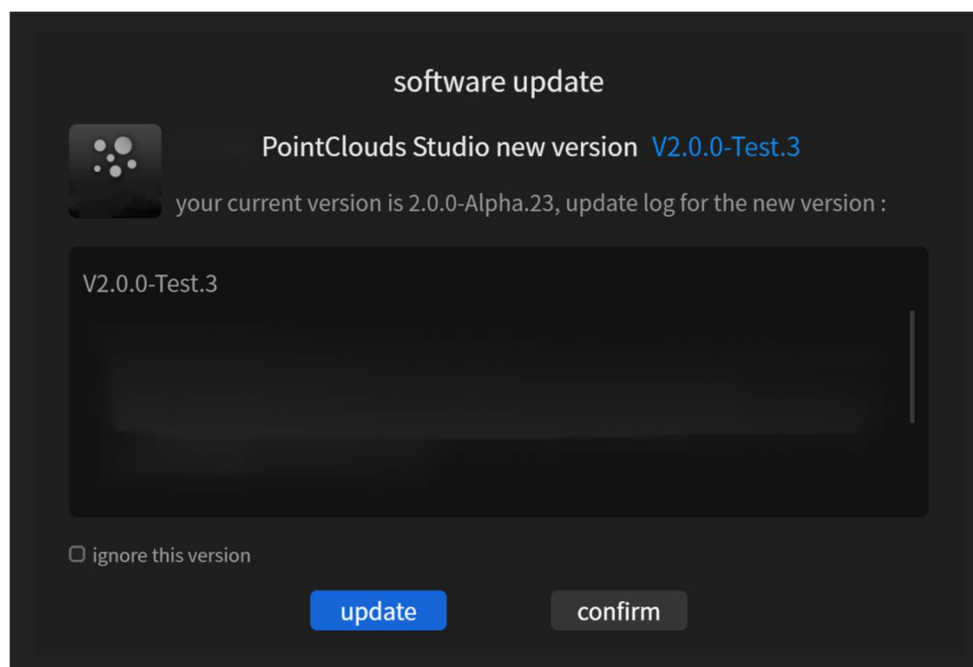 software update
PointClouds Studio new version V2.0.0-Test.3
your current version is 2.0.0-Alpha.23, update log for the new version :
V2.0.0-Test.3
ignore this version
update confirm